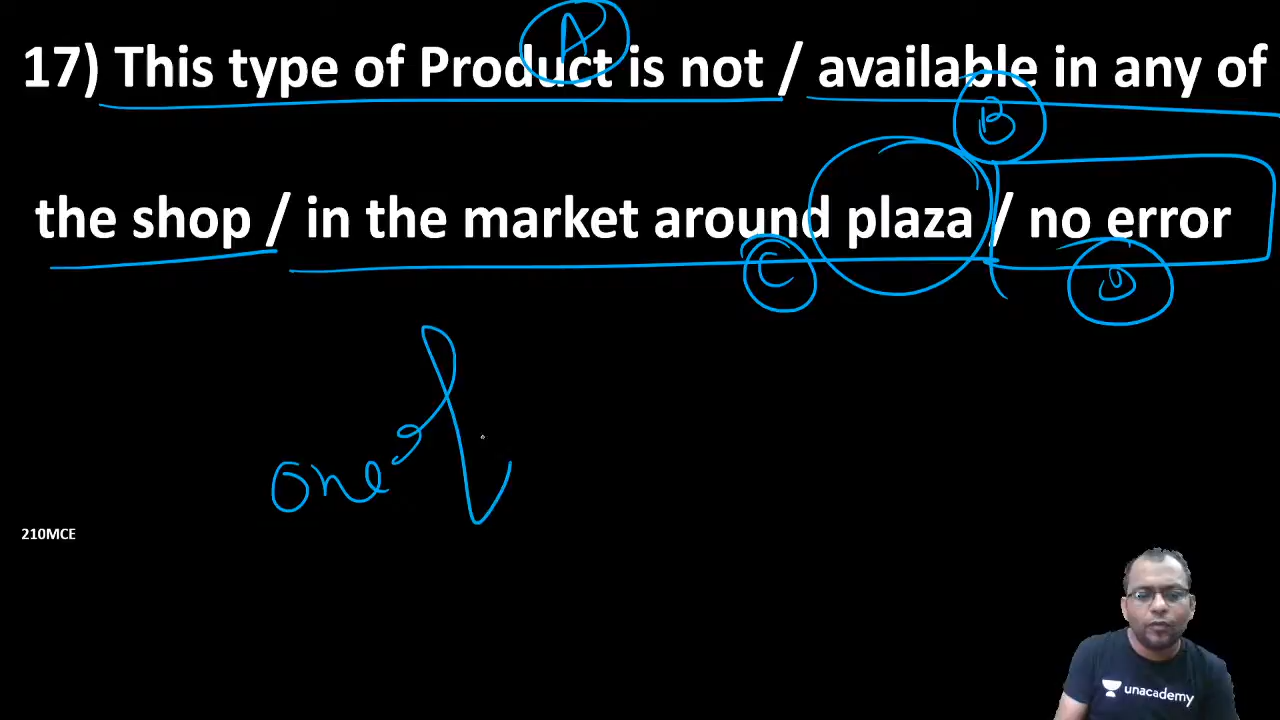 17) This type of Product is not / available in any of
the shop / in the market around plaza / no error
A
B
C
D
one of
210MCE
unacademy